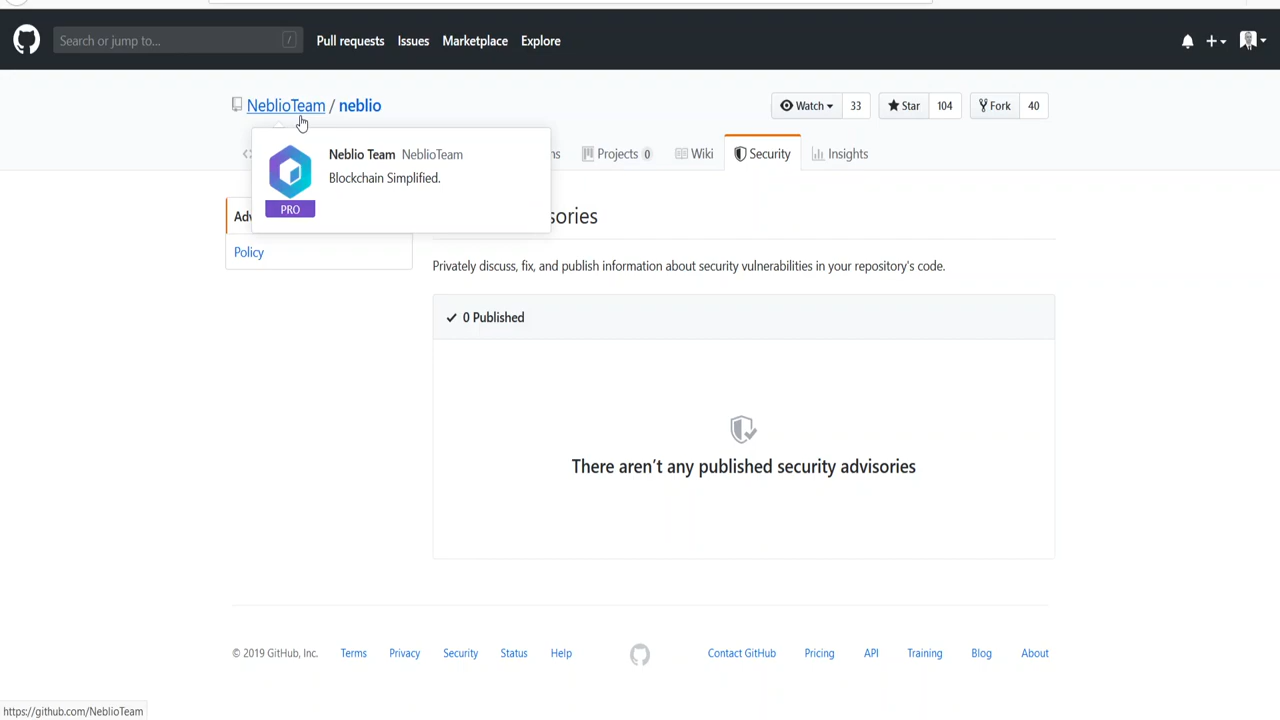 Search or jump to... /
Pull requests
Issues
Marketplace
Explore
NeblioTeam / neblio
Watch 33
Star 104
Fork 40
Neblio Team NeblioTeam
Blockchain Simplified.
PRO
Projects 0
Wiki
Security
Insights
Policy
Privately discuss, fix, and publish information about security vulnerabilities in your repository's code.
0 Published
There aren’t any published security advisories
© 2019 GitHub, Inc.
Terms
Privacy
Security
Status
Help
Contact GitHub
Pricing
API
Training
Blog
About
https://github.com/NeblioTeam